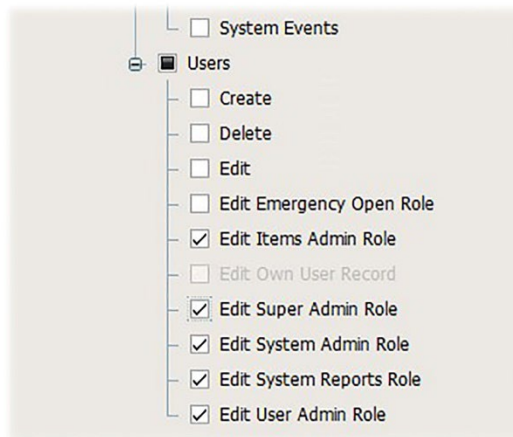 System Events
Users
Create
Delete
Edit
Edit Emergency Open Role
Edit Items Admin Role
Edit Own User Record
Edit Super Admin Role
Edit System Admin Role
Edit System Reports Role
Edit User Admin Role